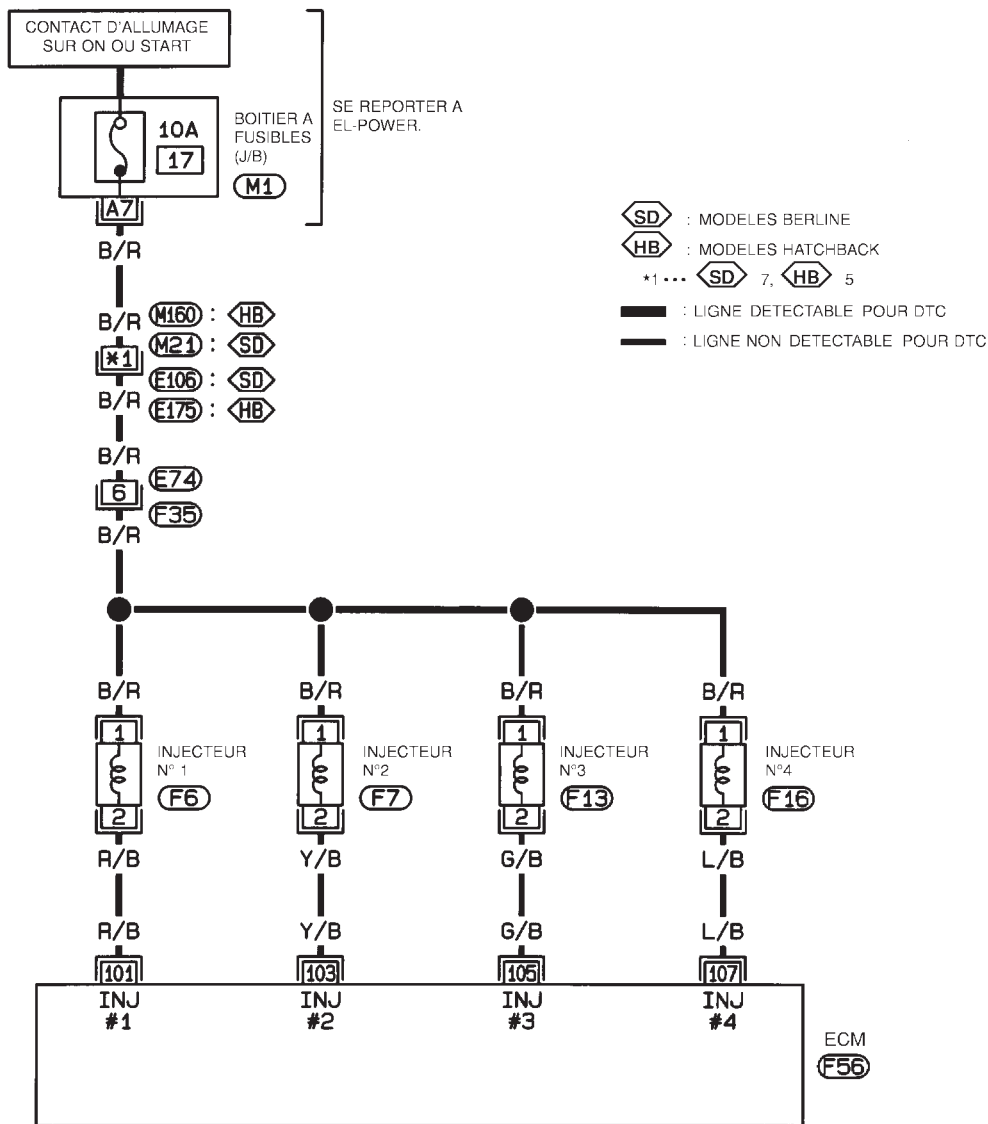 CONTACT D'ALLUMAGE
SUR ON OU START
10A
17
BOITIER A
FUSIBLES
(J/B)
M1
SE REPORTER A
EL-POWER.
A7
B/R
SD : MODELES BERLINE
HB : MODELES HATCHBACK
*1 ••• SD 7, HB 5
: LIGNE DETECTABLE POUR DTC
: LIGNE NON DETECTABLE POUR DTC
B/R M160 : HB
*1 M21 : SD
E106 : SD
B/R E175 : HB
B/R
6 E74
F35
B/R
B/R B/R B/R B/R
1 1 1 1
INJECTEUR
N° 1
F6
INJECTEUR
N°2
F7
INJECTEUR
N°3
F13
INJECTEUR
N°4
F16
2 2 2 2
R/B Y/B G/B L/B
R/B Y/B G/B L/B
101 103 105 107
INJ INJ INJ INJ
#1 #2 #3 #4
ECM
F56